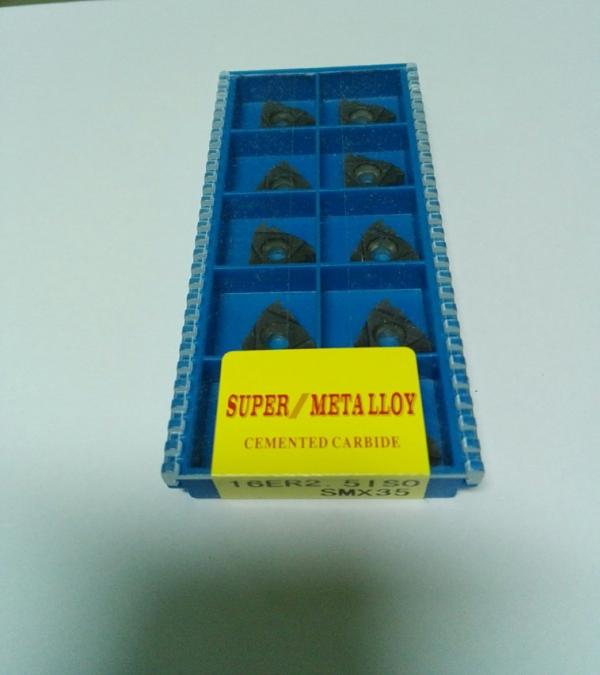 SUPER/METALLOY
CEMENTED CARBIDE
16ER2.5ISO
SMX35